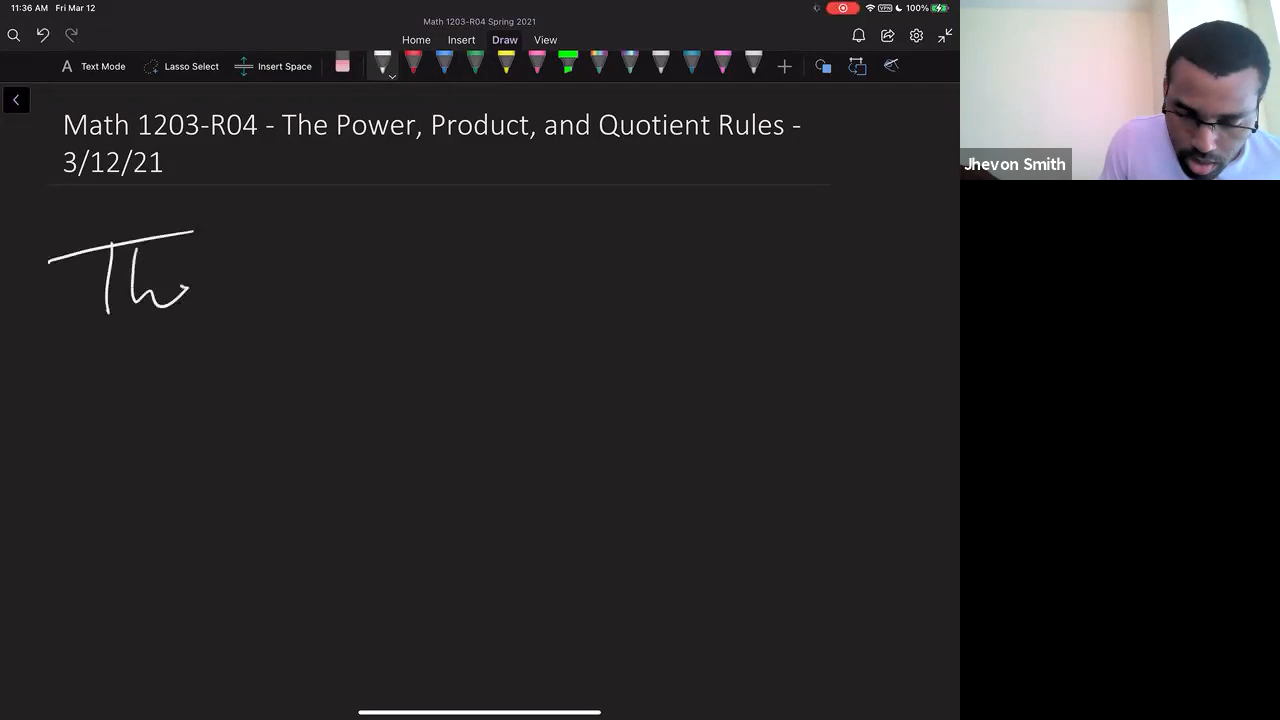 11:36 AM Fri Mar 12
VPN 100%
Math 1203-R04 Spring 2021
Home Insert Draw View
A Text Mode Lasso Select Insert Space
Math 1203-R04 - The Power, Product, and Quotient Rules -
3/12/21
Jhevon Smith
Th